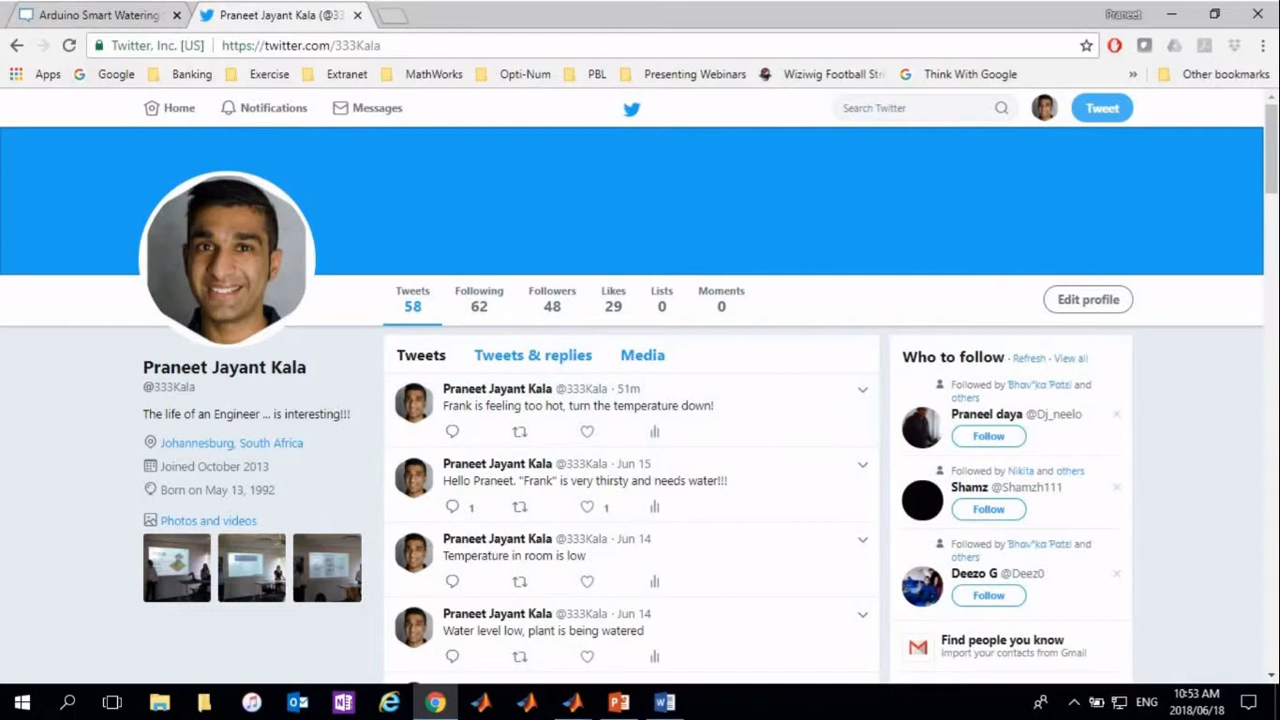 Arduino Smart Watering
Praneet Jayant Kala (@33
Praneet
Twitter, Inc. [US]
https://twitter.com/333Kala
Apps
Google
Banking
Exercise
Extranet
MathWorks
Opti-Num
PBL
Presenting Webinars
Wiziwig Football Str
Think With Google
»
Other bookmarks
Home
Notifications
Messages
Search Twitter
Tweet
Tweets
58
Following
62
Followers
48
Likes
29
Lists
0
Moments
0
Edit profile
Praneet Jayant Kala
@333Kala
The life of an Engineer ... is interesting!!!
Johannesburg, South Africa
Joined October 2013
Born on May 13, 1992
Photos and videos
Tweets
Tweets & replies
Media
Praneet Jayant Kala @333Kala · 51m
Frank is feeling too hot, turn the temperature down!
Praneet Jayant Kala @333Kala · Jun 15
Hello Praneet. "Frank" is very thirsty and needs water!!!
1
1
Praneet Jayant Kala @333Kala · Jun 14
Temperature in room is low
Praneet Jayant Kala @333Kala · Jun 14
Water level low, plant is being watered
Who to follow · Refresh · View all
Followed by and
others
Praneel daya @Dj_neelo
Follow
Followed by Nikita and others
Shamz @Shamzh111
Follow
Followed by and
others
Deezo G @Deez0
Follow
Find people you know
Import your contacts from Gmail
ENG
10:53 AM
2018/06/18